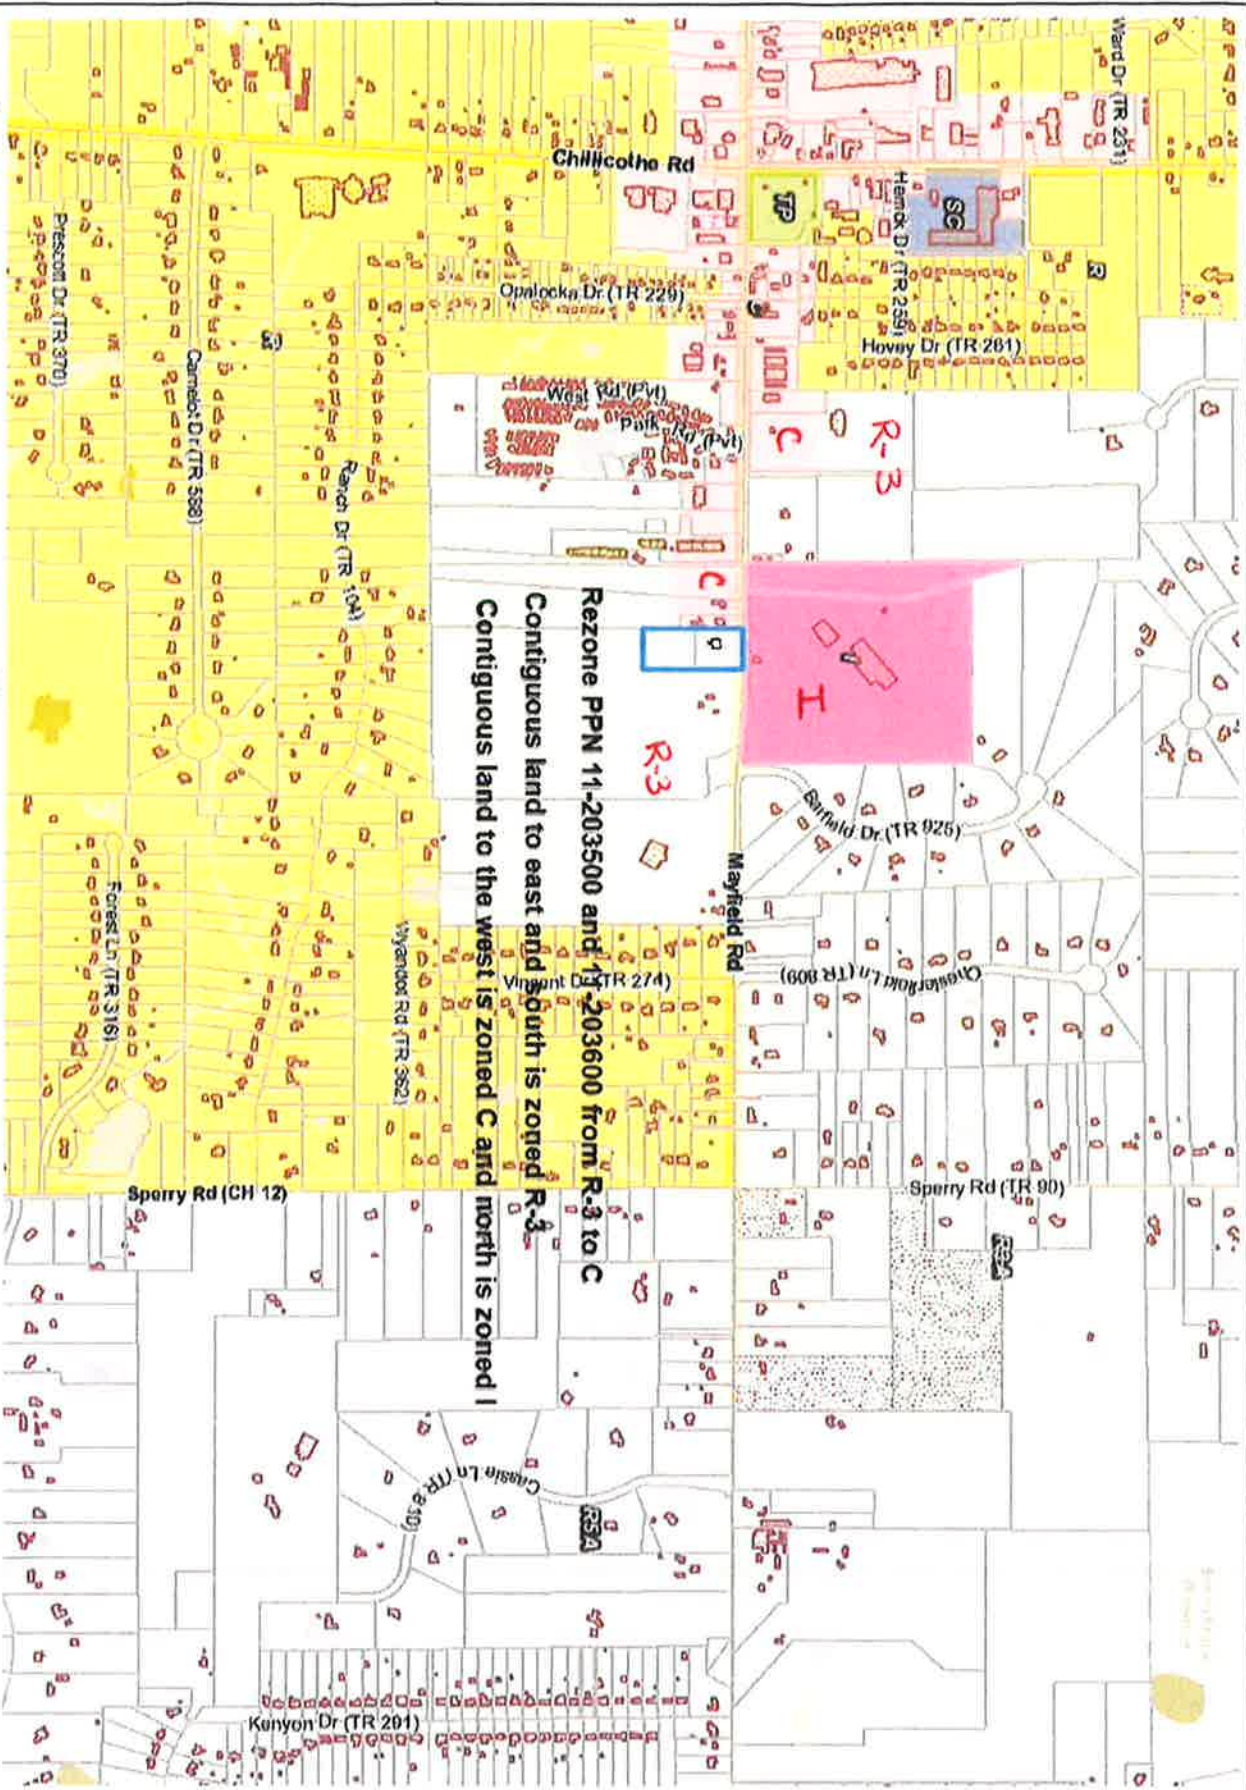 Ward Dr (TR 231)
Chillicothe Rd
TP
SC
R
Herrick Dr (TR 259)
Hovey Dr (TR 261)
Opalocka Dr (TR 229)
Prescott Dr (TR 370)
Camelot Dr (TR 588)
Ranch Dr (TR 104)
West Rd (Pvt)
Park Rd (Pvt)
C
R-3
C
I
R-3
Rezone PPN 11-203500 and 11-203600 from R-3 to C
Contiguous land to east and south is zoned R-3
Contiguous land to the west is zoned C and north is zoned I
Mayfield Rd
Fairfield Dr (TR 925)
Chesterfield Ln (TR 809)
Vincent Dr (TR 274)
Wyandot Rd (TR 362)
Forest Ln (TR 316)
Sperry Rd (CH 12)
Sperry Rd (TR 90)
R5A
Cassie Ln (TR 810)
R5A
Kenyon Dr (TR 291)